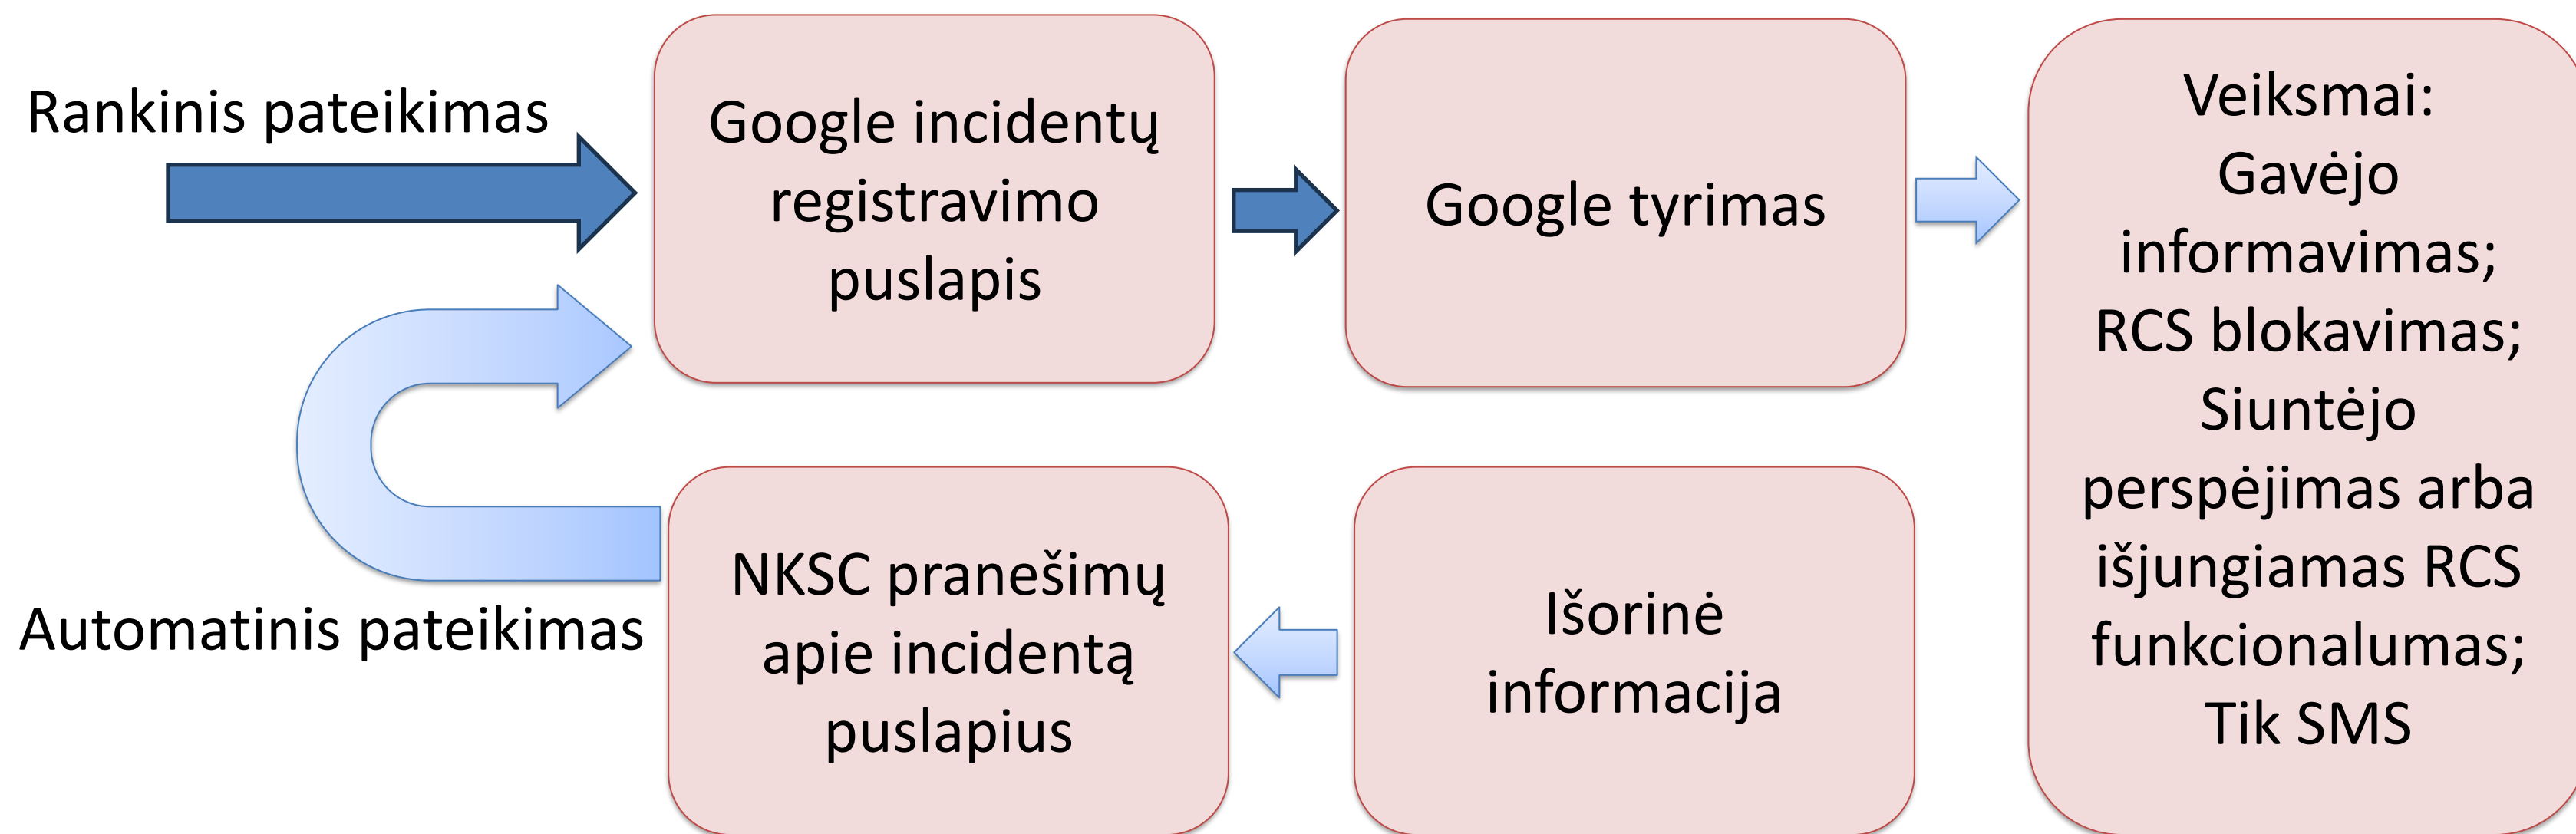 Rankinis pateikimas
Google incidentų
registravimo
puslapis
Google tyrimas
Veiksmai:
Gavėjo
informavimas;
RCS blokavimas;
Siuntėjo
perspėjimas arba
išjungiamas RCS
funkcionalumas;
Tik SMS
Automatinis pateikimas
NKSC pranešimų
apie incidentą
puslapius
Išorinė
informacija